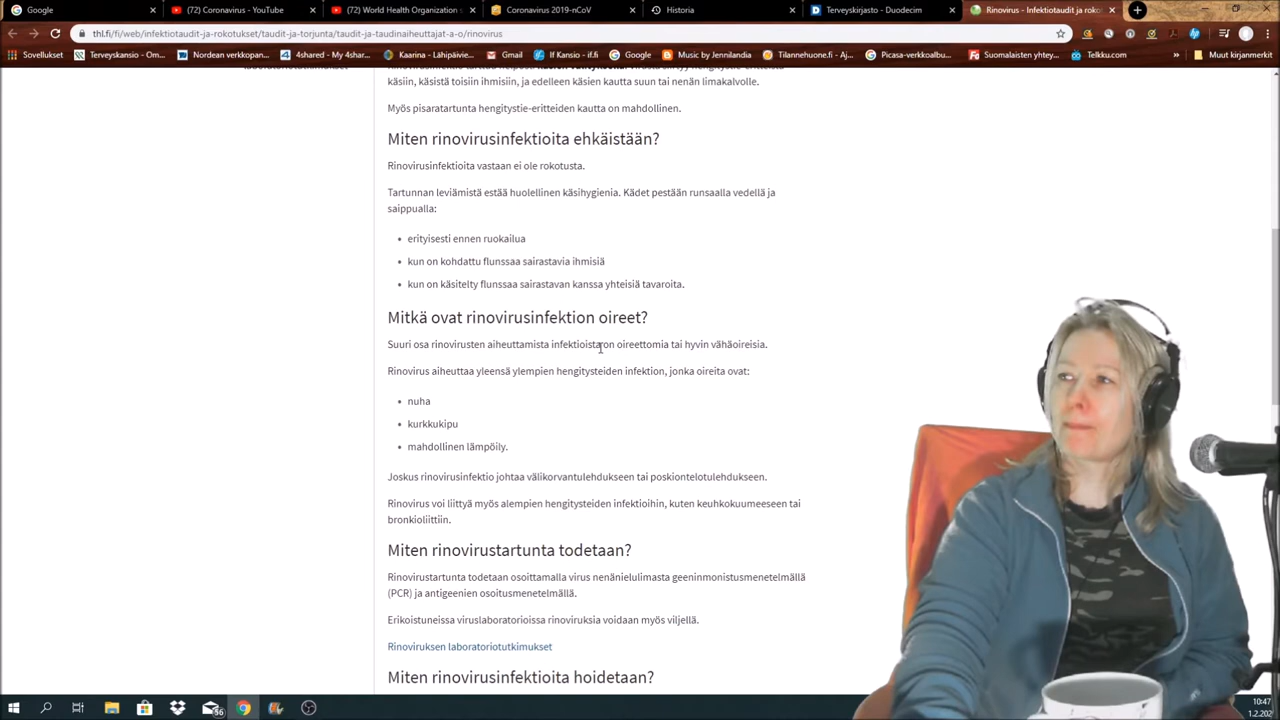 Google
(72) Coronavirus - YouTube
(72) World Health Organization
Coronavirus 2019-nCoV
Historia
Terveyskirjasto - Duodecim
Rinovirus - Infektiotaudit ja roko
thl.fi/fi/web/infektiotaudit-ja-rokotukset/taudit-ja-torjunta/taudit-ja-taudinaiheuttajat-a-o/rinovirus
Sovellukset
Terveyskirjasto - D...
Nordean verkkopan...
4shared - My 4shar...
Kaarina - Lähipalvie...
Gmail
If Kansio - if.fi
Google
Music by Jennilandia
Tilannehuone.fi - Aj...
Picasa-verkkoalbu...
Suomalaisten yhtey...
Telkku.com
Muut kirjanmerkit
käsiin, käsistä toisiin ihmisiin, ja edelleen käsien kautta suun tai nenän limakalvolle.
Myös pisaratartunta hengitystie-eritteiden kautta on mahdollinen.
Miten rinovirusinfektioita ehkäistään?
Rinovirusinfektioita vastaan ei ole rokotusta.
Tartunnan leviämistä estää huolellinen käsihygienia. Kädet pestään runsaalla vedellä ja
saippualla:
• erityisesti ennen ruokailua
• kun on kohdattu flunssaa sairastavia ihmisiä
• kun on käsitelty flunssaa sairastavan kanssa yhteisiä tavaroita.
Mitkä ovat rinovirusinfektion oireet?
Suuri osa rinovirusten aiheuttamista infektioista on oireettomia tai hyvin vähäoireisia.
Rinovirus aiheuttaa yleensä ylempien hengitysteiden infektion, jonka oireita ovat:
• nuha
• kurkkukipu
• mahdollinen lämpöily.
Joskus rinovirusinfektio johtaa välikorvantulehdukseen tai poskiontelotulehdukseen.
Rinovirus voi liittyä myös alempien hengitysteiden infektioihin, kuten keuhkokuumeeseen tai
bronkioliittiin.
Miten rinovirustartunta todetaan?
Rinovirustartunta todetaan osoittamalla virus nenänielulimasta geeninmonistusmenetelmällä
(PCR) ja antigeenien osoitusmenetelmällä.
Erikoistuneissa viruslaboratorioissa rinoviruksia voidaan myös viljellä.
Rinoviruksen laboratoriotutkimukset
Miten rinovirusinfektioita hoidetaan?
56
10:47
1.2.202